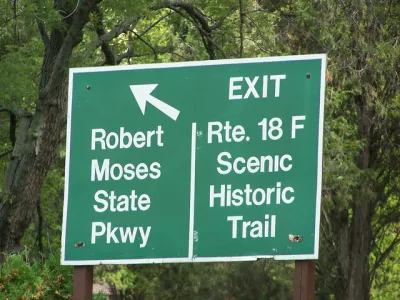 Robert
Moses
State
Pkwy
EXIT
Rte. 18 F
Scenic
Historic
Trail